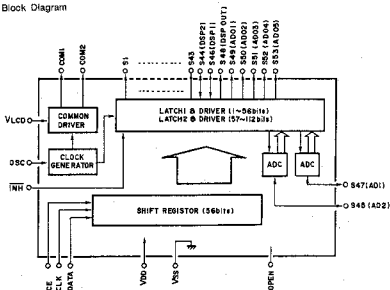 Block Diagram
COM1
COM2
S1
S43
S44(DSP2)
S46(DSP1)
S48(DSP OUT)
S49(ADO1)
S50(ADO2)
S51(ADO3)
S52(ADO4)
S53(ADO5)
VLCD
COMMON
DRIVER
LATCH1 & DRIVER (1~56bits)
LATCH2 & DRIVER (57~112bits)
OSC
CLOCK
GENERATOR
ADC
ADC
INH
S47(AD1)
S45(AD2)
SHIFT REGISTER (56bits)
CE
CLK
DATA
VDD
VSS
OPEN